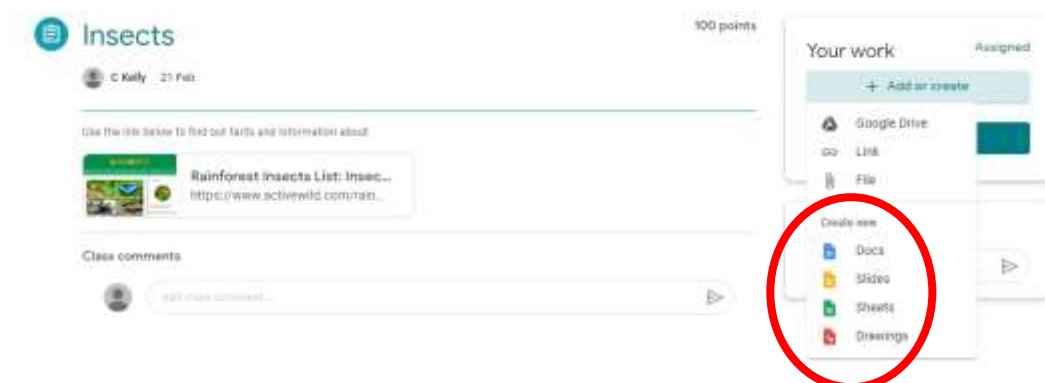 Insects
100 points
C Kelly 21 Feb
Use the link below to find out facts and information about
Rainforest Insects List: Insec...
https://www.activewild.com/rain...
Class comments
Add class comment...
Your work
Assigned
+ Add or create
Google Drive
Link
File
Create new
Docs
Slides
Sheets
Drawings